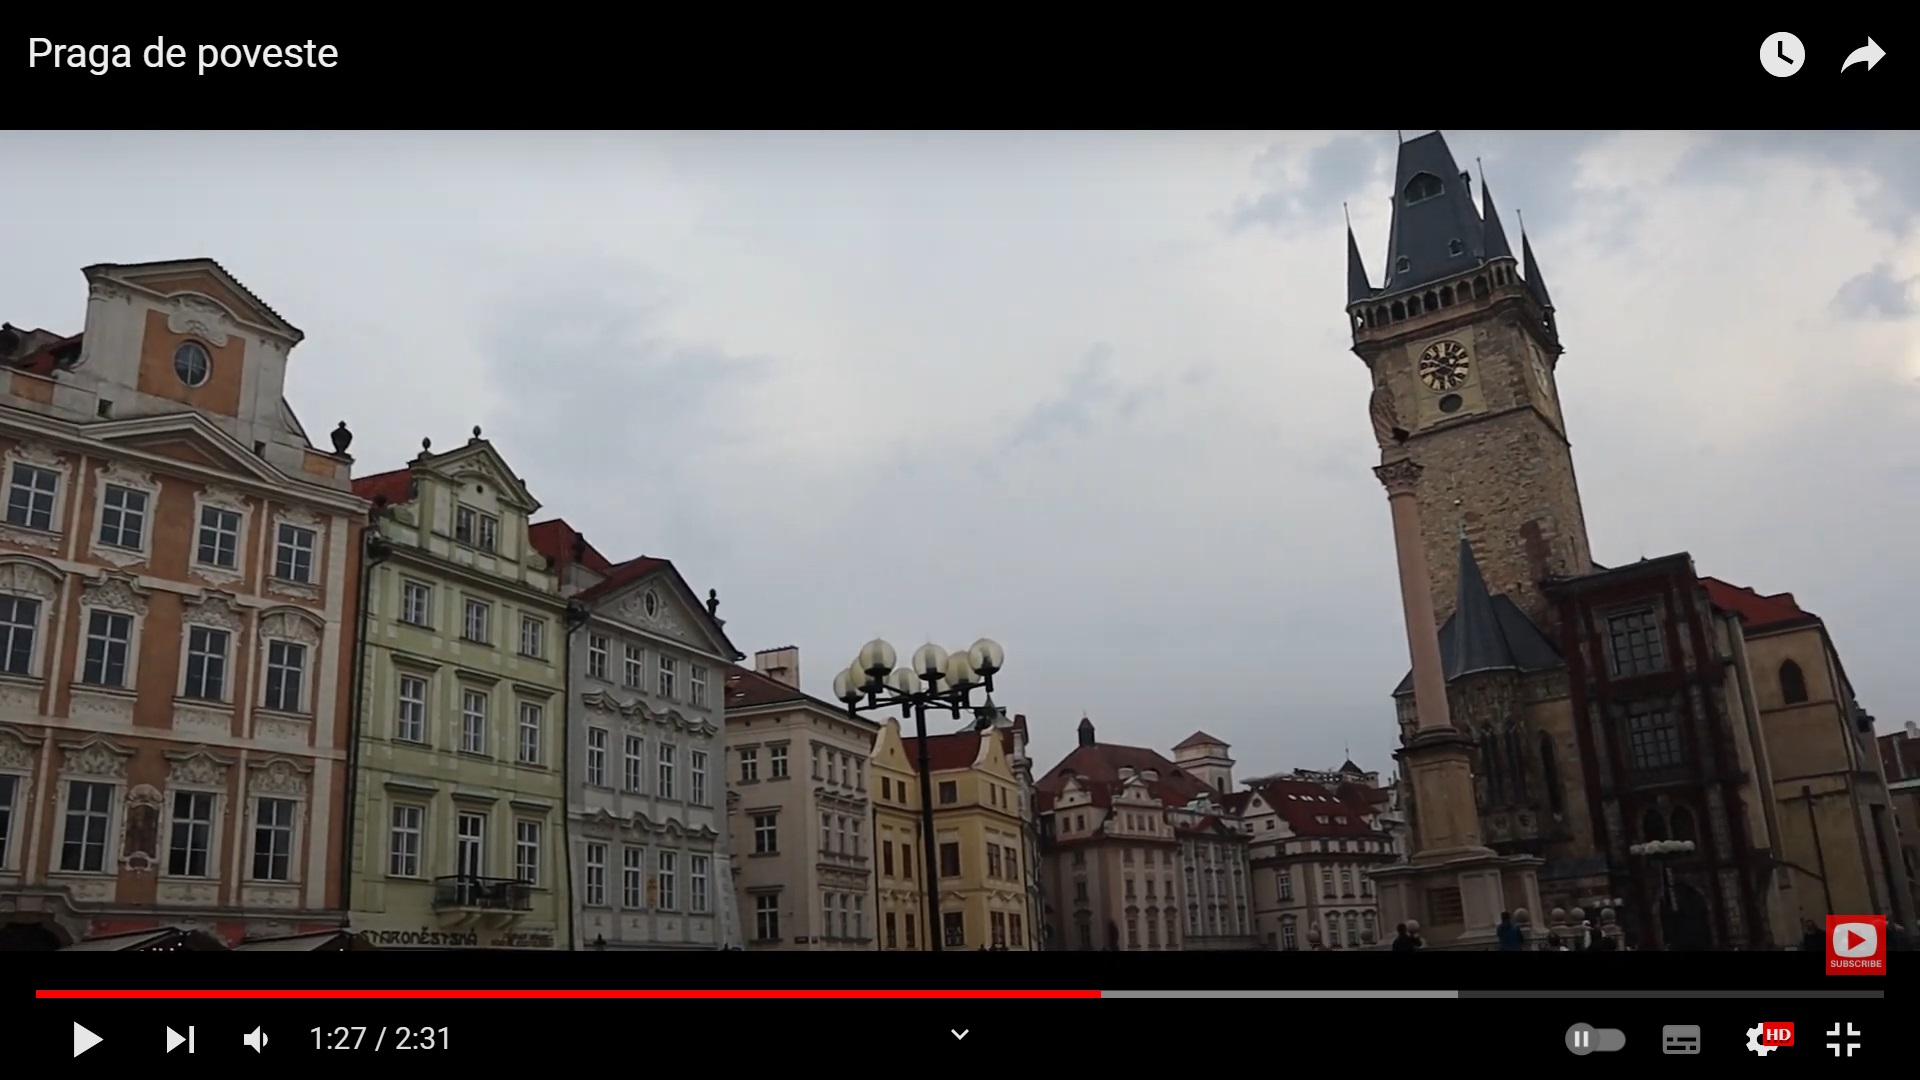 Praga de poveste
STAROMĚSTSKÁ
SUBSCRIBE
1:27 / 2:31
HD